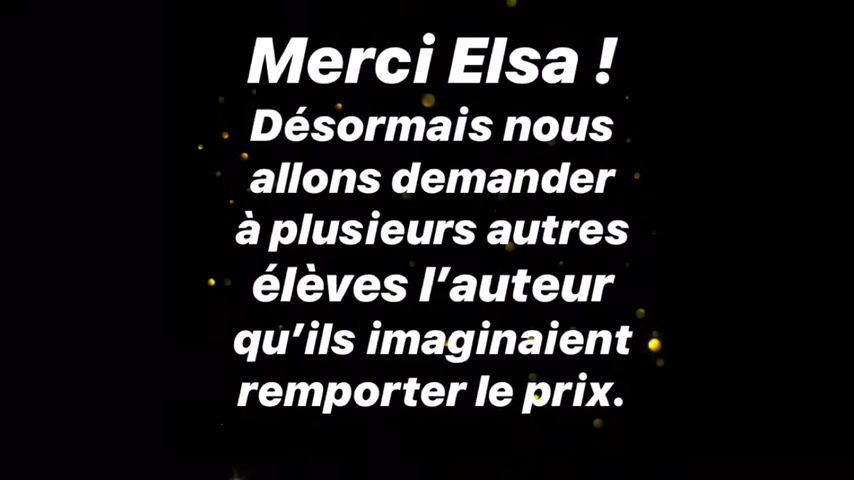 Merci Elsa !
Désormais nous
allons demander
à plusieurs autres
élèves l’auteur
qu’ils imaginaient
remporter le prix.